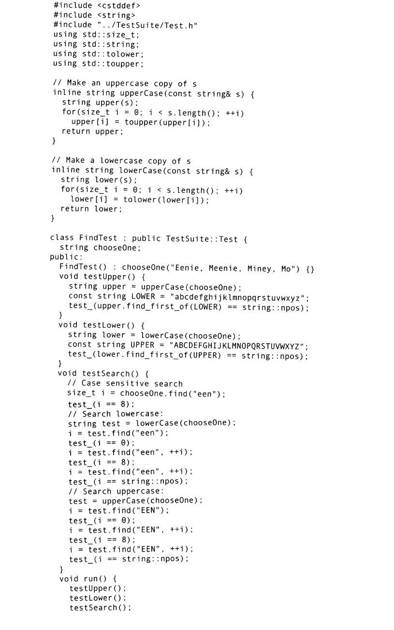 #include <cstddef>
#include <string>
#include "../TestSuite/Test.h"
using std::size_t;
using std::string;
using std::tolower;
using std::toupper;

// Make an uppercase copy of s
inline string upperCase(const string& s) {
  string upper(s);
  for(size_t i = 0; i < s.length(); ++i)
    upper[i] = toupper(upper[i]);
  return upper;
}

// Make a lowercase copy of s
inline string lowerCase(const string& s) {
  string lower(s);
  for(size_t i = 0; i < s.length(); ++i)
    lower[i] = tolower(lower[i]);
  return lower;
}

class FindTest : public TestSuite::Test {
  string chooseOne;
public:
  FindTest() : chooseOne("Eenie, Meenie, Miney, Mo") {}
  void testUpper() {
    string upper = upperCase(chooseOne);
    const string LOWER = "abcdefghijklmnopqrstuvwxyz";
    test_(upper.find_first_of(LOWER) == string::npos);
  }
  void testLower() {
    string lower = lowerCase(chooseOne);
    const string UPPER = "ABCDEFGHIJKLMNOPQRSTUVWXYZ";
    test_(lower.find_first_of(UPPER) == string::npos);
  }
  void testSearch() {
    // Case sensitive search
    size_t i = chooseOne.find("een");
    test_(i == 8);
    // Search lowercase:
    string test = lowerCase(chooseOne);
    i = test.find("een");
    test_(i == 0);
    i = test.find("een", ++i);
    test_(i == 8);
    i = test.find("een", ++i);
    test_(i == string::npos);
    // Search uppercase:
    test = upperCase(chooseOne);
    i = test.find("EEN");
    test_(i == 0);
    i = test.find("EEN", ++i);
    test_(i == 8);
    i = test.find("EEN", ++i);
    test_(i == string::npos);
  }
  void run() {
    testUpper();
    testLower();
    testSearch();